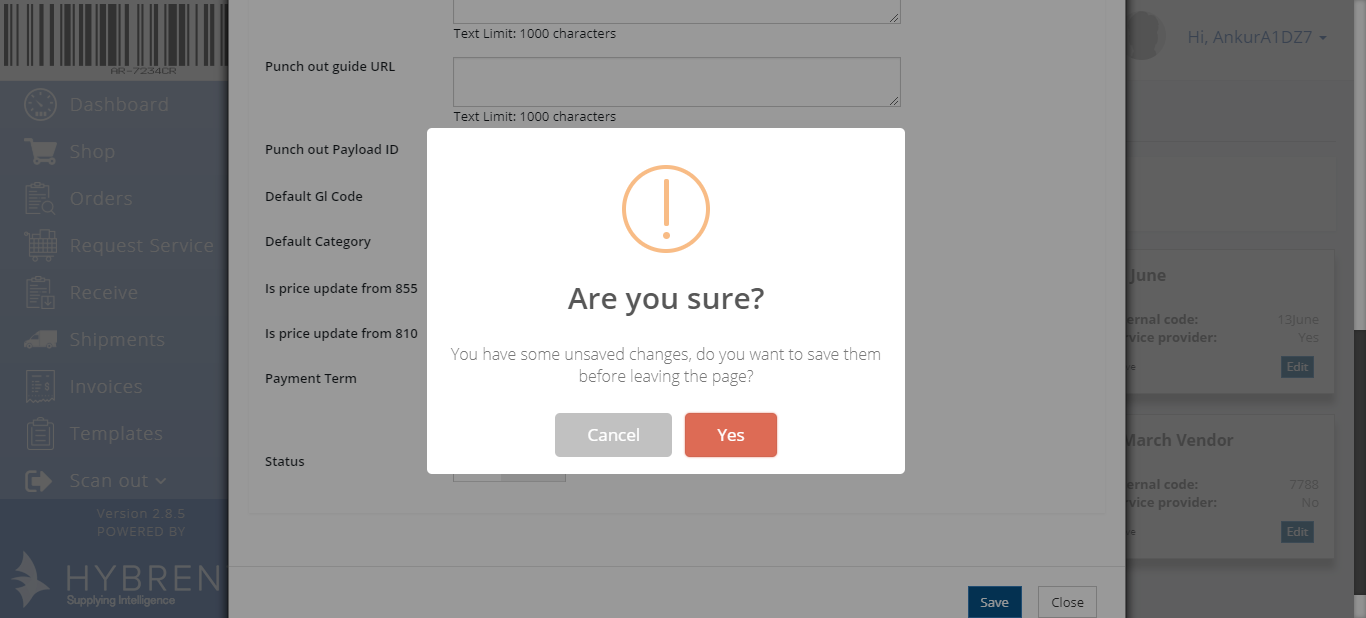 AR-7234CR
Hi, AnkurA1DZ7
Dashboard
Shop
Orders
Request Service
Receive
Shipments
Invoices
Templates
Scan out
Version 2.8.5
POWERED BY
HYBREN
Supplying Intelligence
Text Limit: 1000 characters
Punch out guide URL
Text Limit: 1000 characters
Punch out Payload ID
Default Gl Code
Default Category
Is price update from 855
Is price update from 810
Payment Term
Status
Are you sure?
You have some unsaved changes, do you want to save them
before leaving the page?
Cancel Yes
Save Close
June
ernal code: 13June
vice provider: Yes
Edit
March Vendor
ernal code: 7788
vice provider: No
Edit